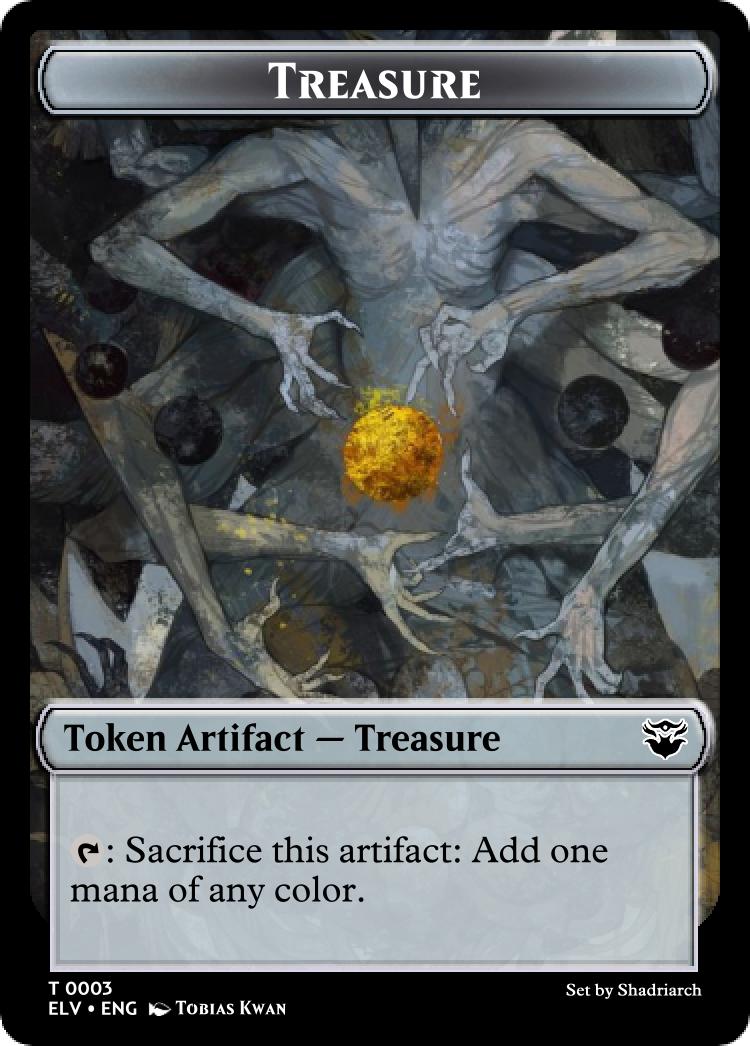 TREASURE
Token Artifact — Treasure
: Sacrifice this artifact: Add one
mana of any color.
T 0003
ELV • ENG TOBIAS KWAN
Set by Shadriarch